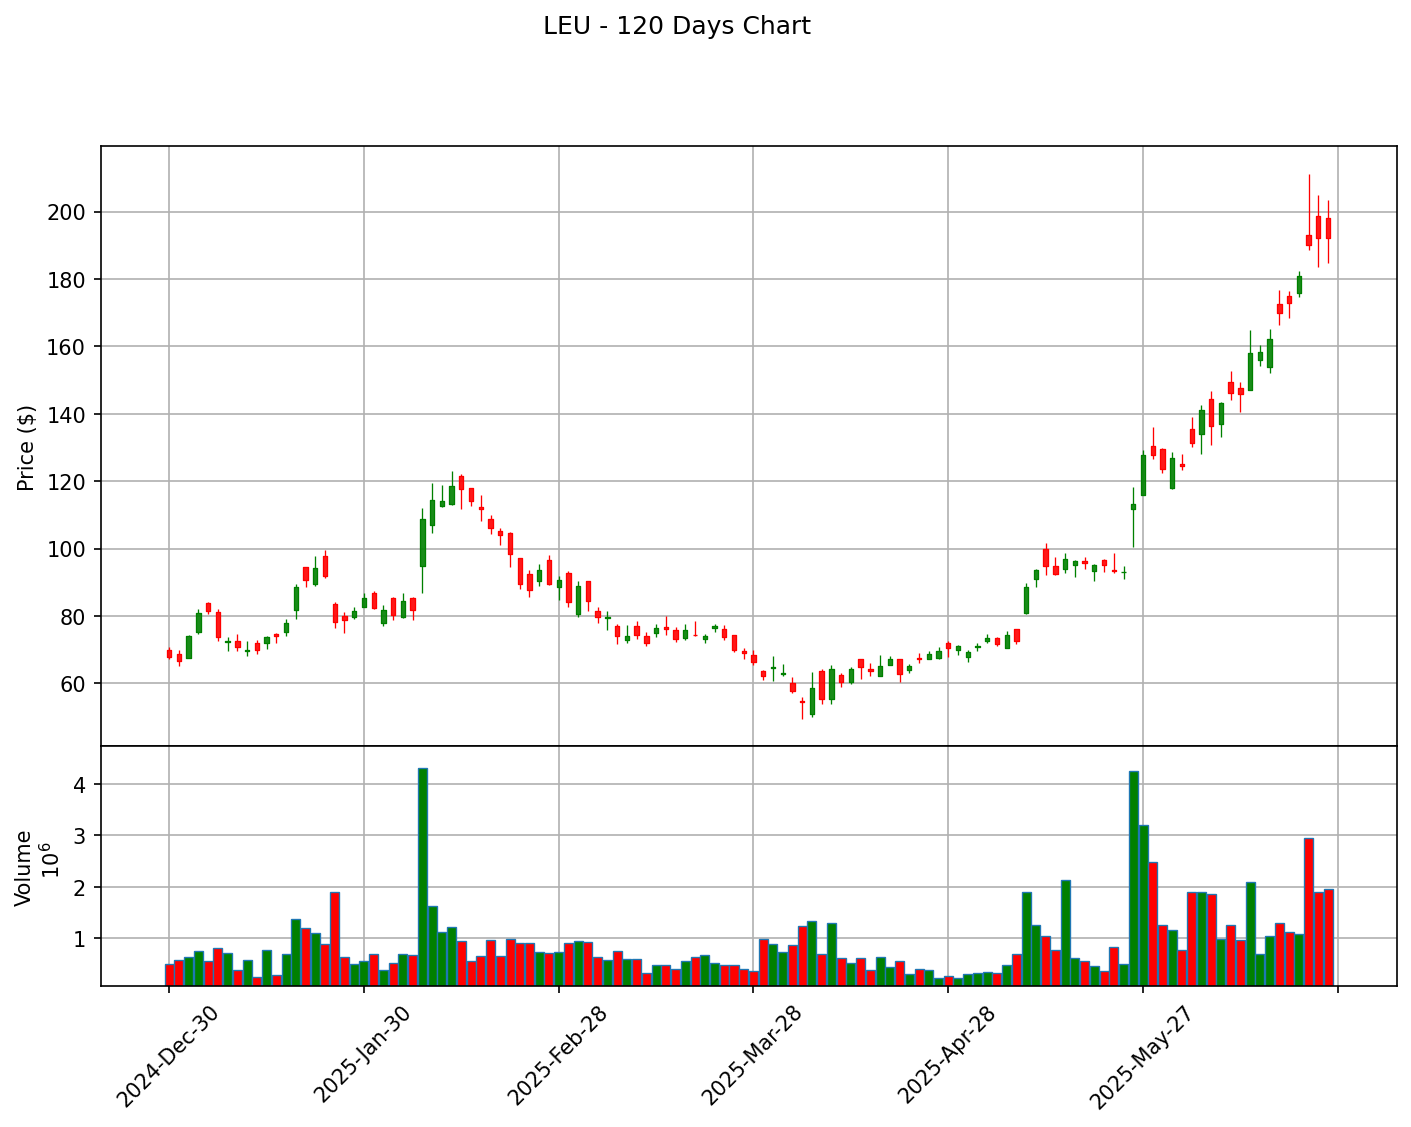 LEU - 120 Days Chart
200
180
160
140
120
100
80
60
Price ($)
4
3
2
1
Volume
10⁶
2024-Dec-30
2025-Jan-30
2025-Feb-28
2025-Mar-28
2025-Apr-28
2025-May-27